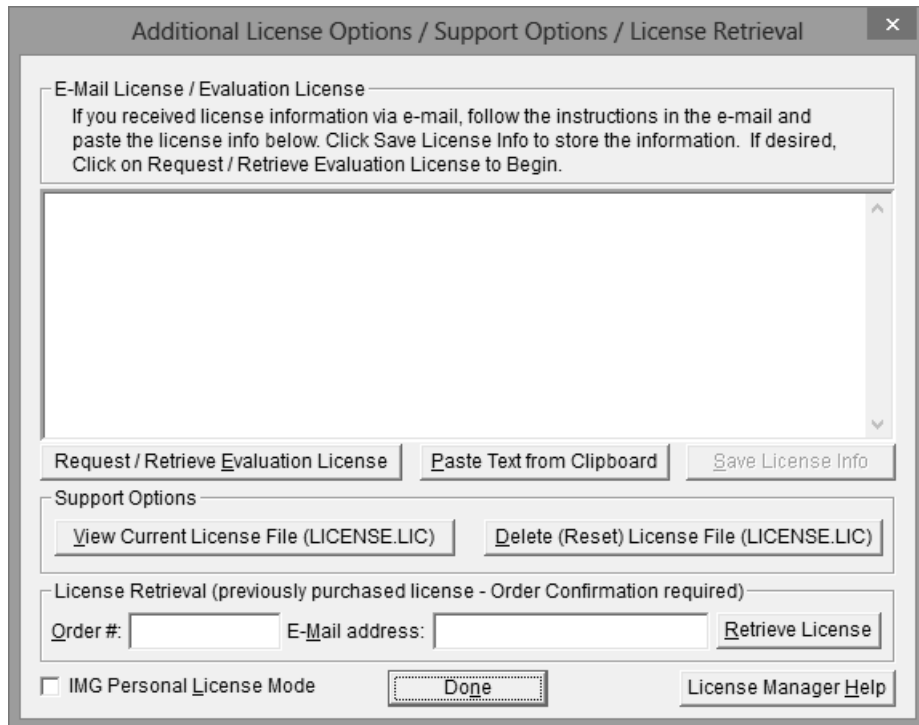 Additional License Options / Support Options / License Retrieval
E-Mail License / Evaluation License
If you received license information via e-mail, follow the instructions in the e-mail and
paste the license info below. Click Save License Info to store the information. If desired,
Click on Request / Retrieve Evaluation License to Begin.
Request / Retrieve Evaluation License
Paste Text from Clipboard
Save License Info
Support Options
View Current License File (LICENSE.LIC)
Delete (Reset) License File (LICENSE.LIC)
License Retrieval (previously purchased license - Order Confirmation required)
Order #:
E-Mail address:
Retrieve License
IMG Personal License Mode
Done
License Manager Help